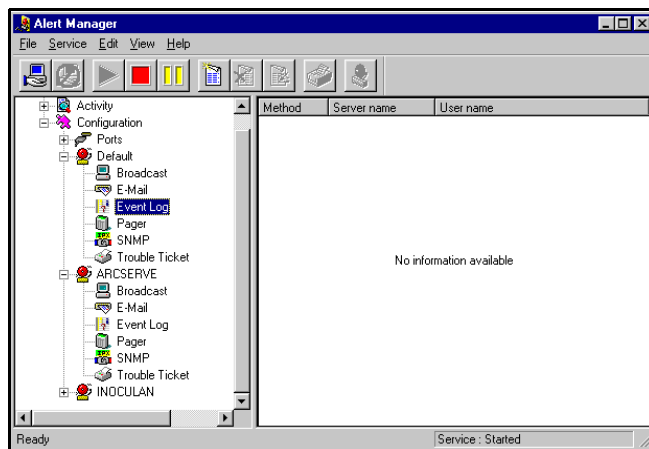 Alert Manager
File Service Edit View Help
Activity
Configuration
Ports
Default
Broadcast
E-Mail
Event Log
Pager
SNMP
Trouble Ticket
ARCSERVE
Broadcast
E-Mail
Event Log
Pager
SNMP
Trouble Ticket
INOCULAN
Method Server name User name
No information available
Ready Service : Started